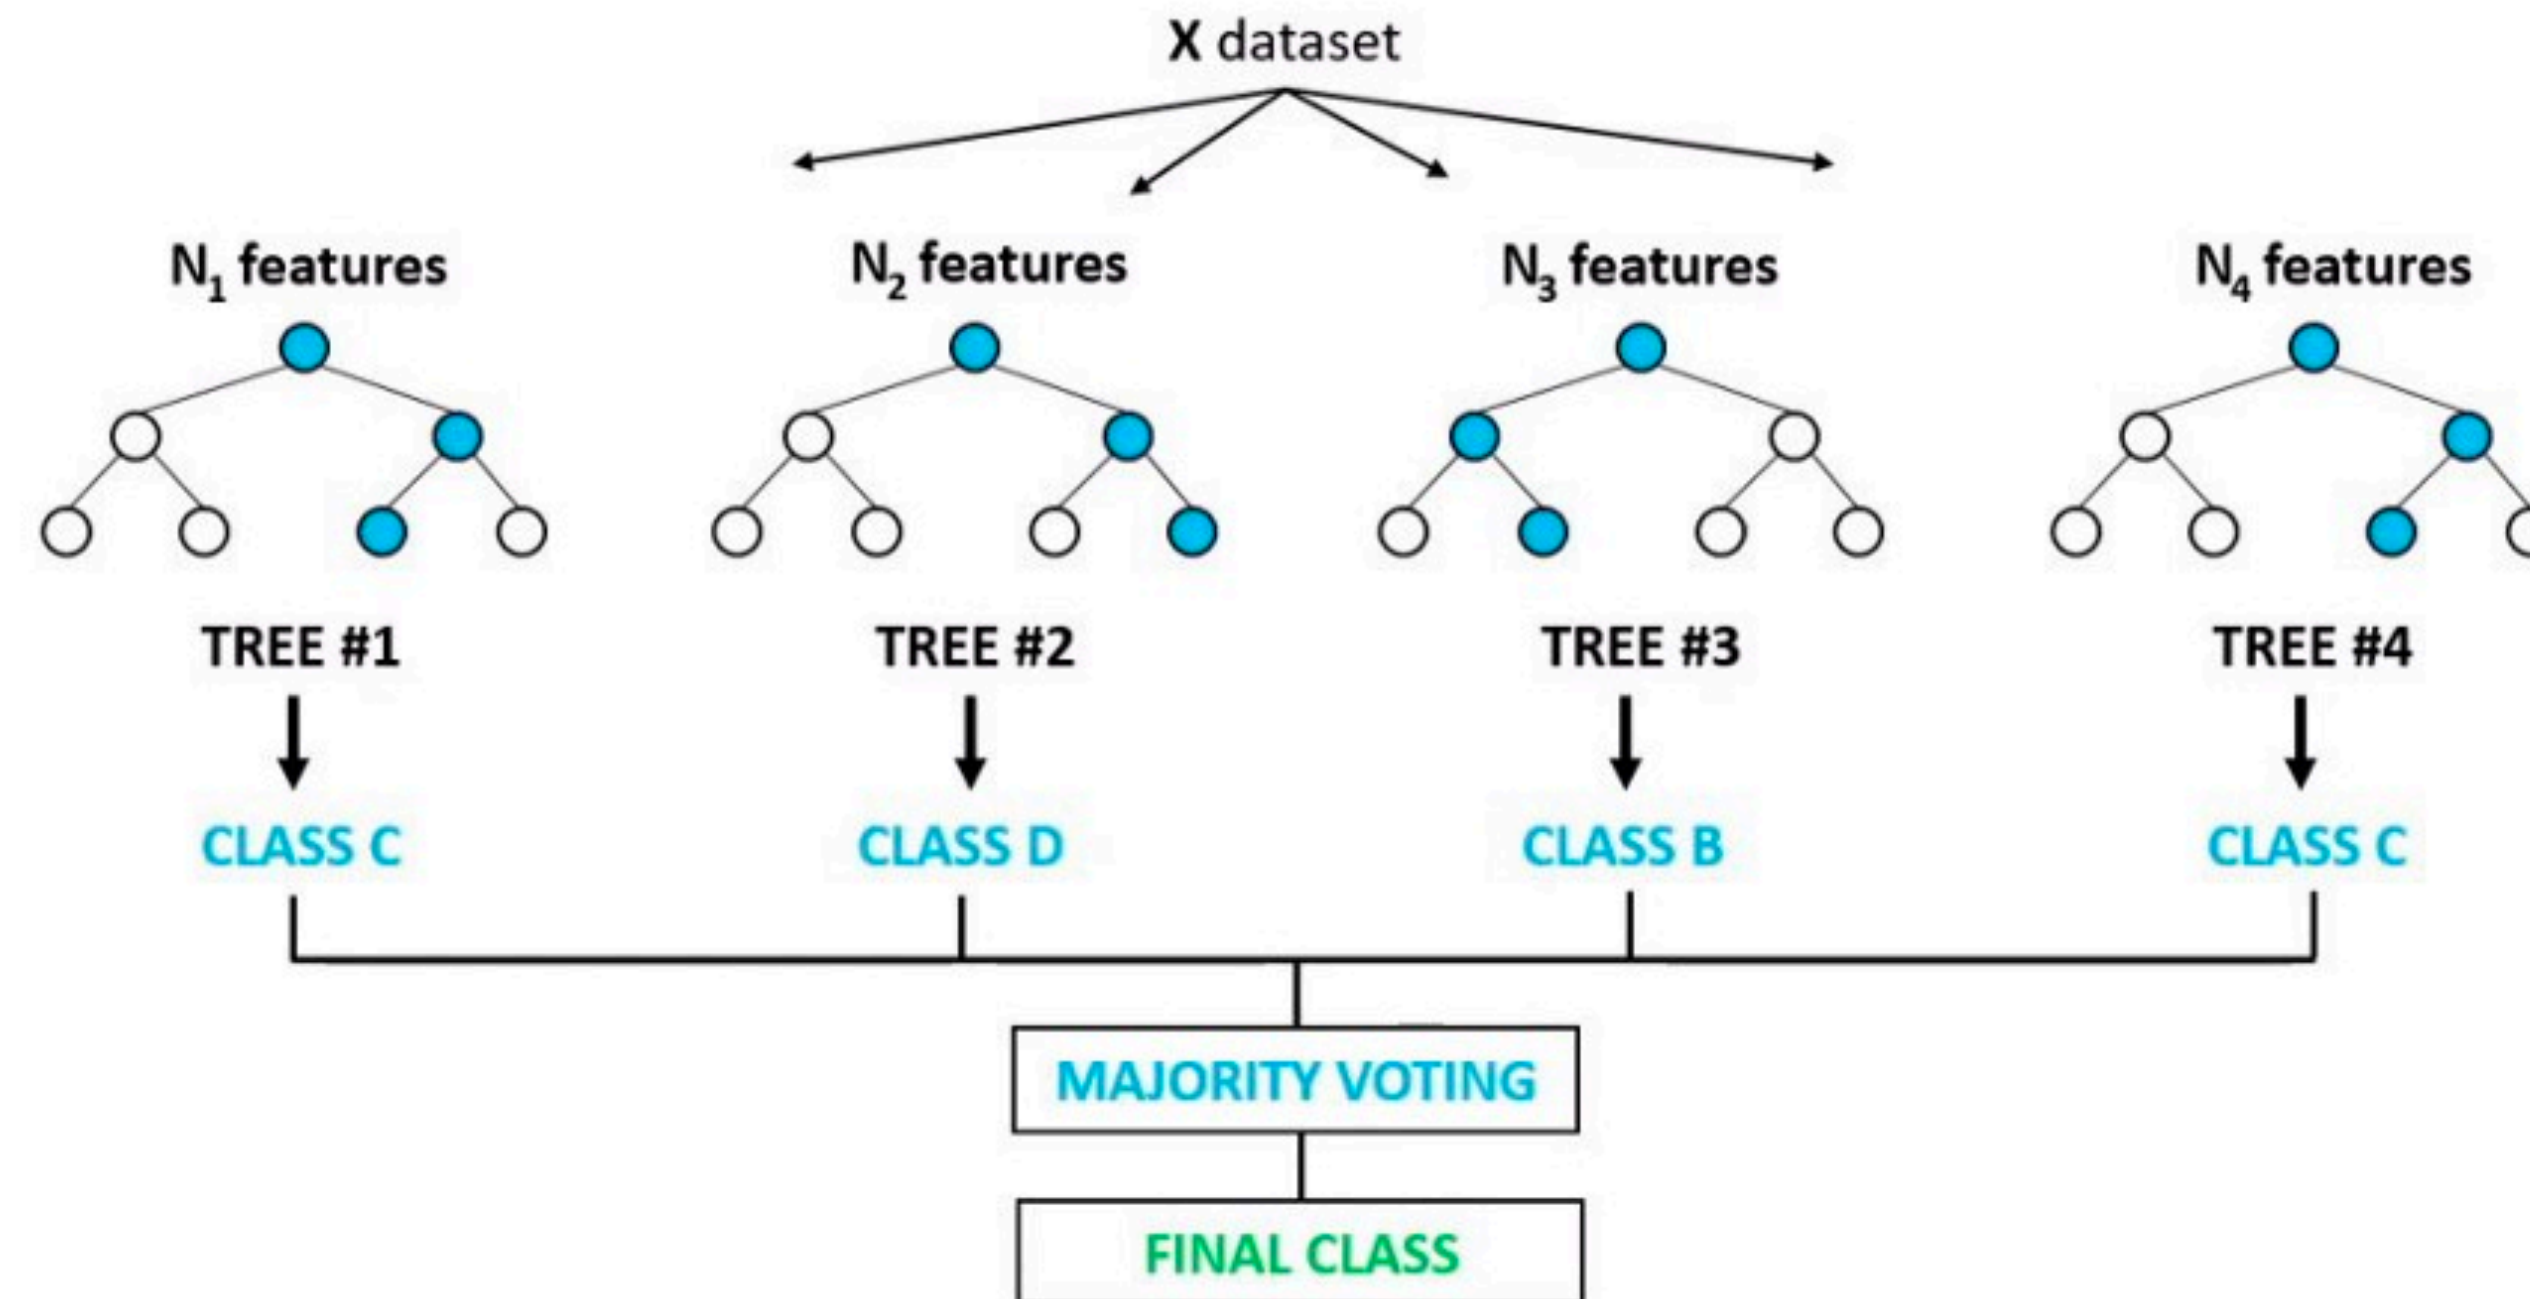 X dataset
N₁ features
N₂ features
N₃ features
N₄ features
TREE #1
TREE #2
TREE #3
TREE #4
CLASS C
CLASS D
CLASS B
CLASS C
MAJORITY VOTING
FINAL CLASS